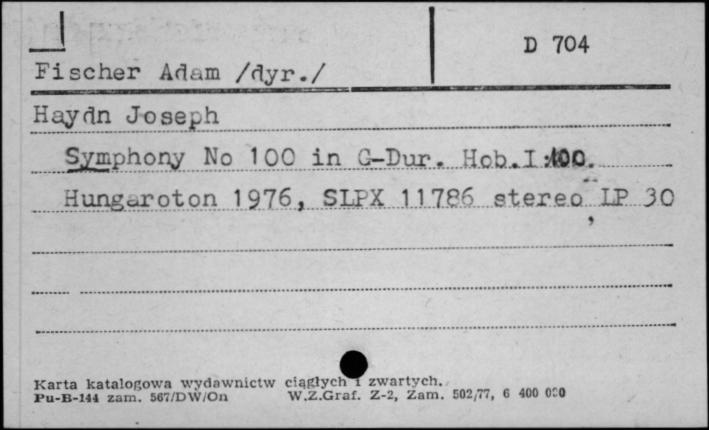 D 704
Fischer Adam /dyr./
Haydn Joseph
Symphony No 100 in G-Dur. Hob.I:100.
Hungaroton 1976, SLPX 11786 stereo, LP 30
Karta katalogowa wydawnictw ciągłych i zwartych.
Pu-B-144 zam. 567/DW/On W.Z.Graf. Z-2, Zam. 502/77, 6 400 000